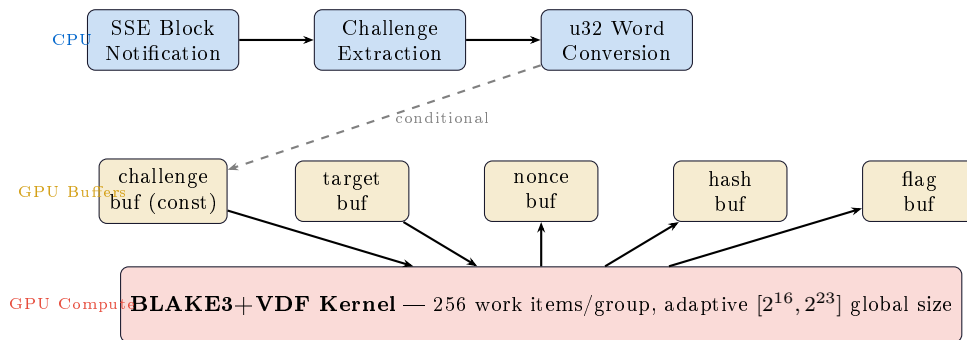 CPU
SSE Block
Notification
Challenge
Extraction
u32 Word
Conversion
conditional
GPU Buffers
challenge
buf (const)
target
buf
nonce
buf
hash
buf
flag
buf
GPU Compute
BLAKE3+VDF Kernel — 256 work items/group, adaptive [2^16, 2^23] global size